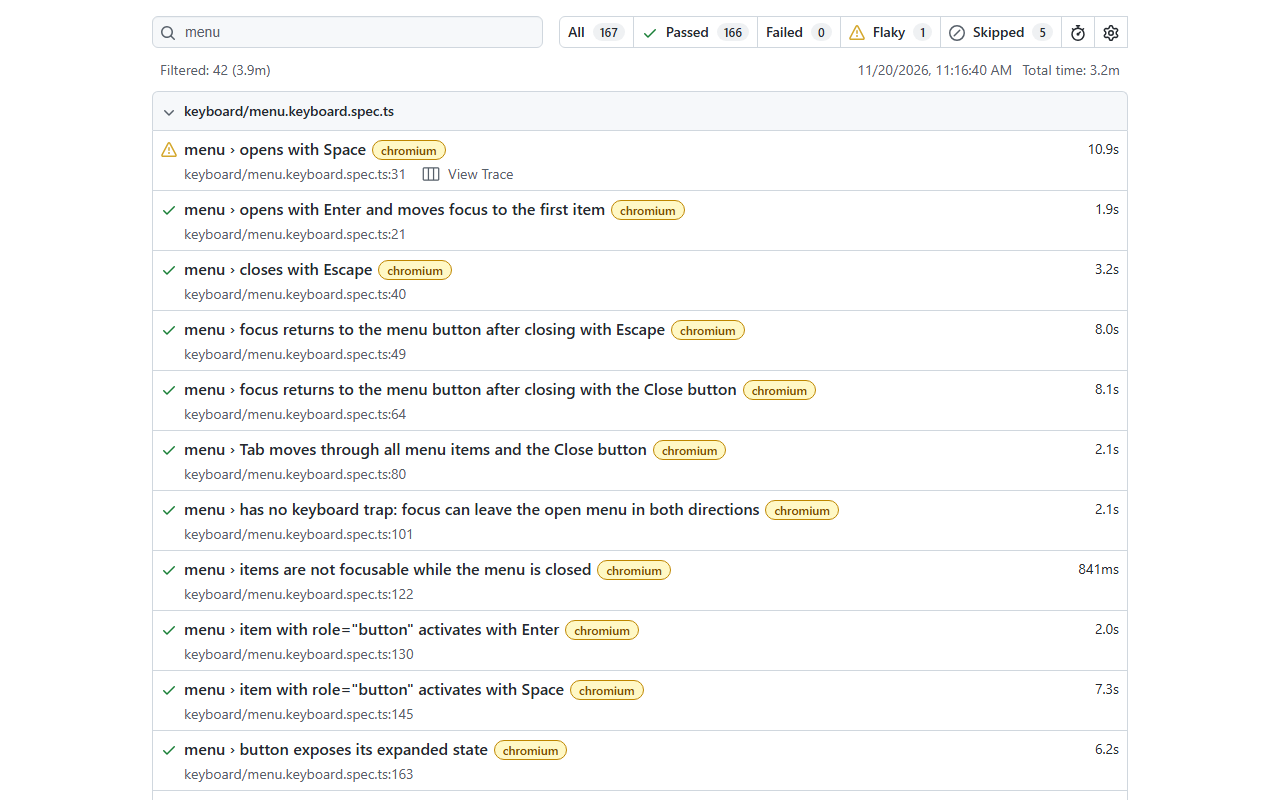 menu
All 167 Passed 166 Failed 0 Flaky 1 Skipped 5
Filtered: 42 (3.9m) 11/20/2026, 11:16:40 AM Total time: 3.2m
keyboard/menu.keyboard.spec.ts
menu › opens with Space chromium 10.9s
keyboard/menu.keyboard.spec.ts:31 View Trace
menu › opens with Enter and moves focus to the first item chromium 1.9s
keyboard/menu.keyboard.spec.ts:21
menu › closes with Escape chromium 3.2s
keyboard/menu.keyboard.spec.ts:40
menu › focus returns to the menu button after closing with Escape chromium 8.0s
keyboard/menu.keyboard.spec.ts:49
menu › focus returns to the menu button after closing with the Close button chromium 8.1s
keyboard/menu.keyboard.spec.ts:64
menu › Tab moves through all menu items and the Close button chromium 2.1s
keyboard/menu.keyboard.spec.ts:80
menu › has no keyboard trap: focus can leave the open menu in both directions chromium 2.1s
keyboard/menu.keyboard.spec.ts:101
menu › items are not focusable while the menu is closed chromium 841ms
keyboard/menu.keyboard.spec.ts:122
menu › item with role="button" activates with Enter chromium 2.0s
keyboard/menu.keyboard.spec.ts:130
menu › item with role="button" activates with Space chromium 7.3s
keyboard/menu.keyboard.spec.ts:145
menu › button exposes its expanded state chromium 6.2s
keyboard/menu.keyboard.spec.ts:163